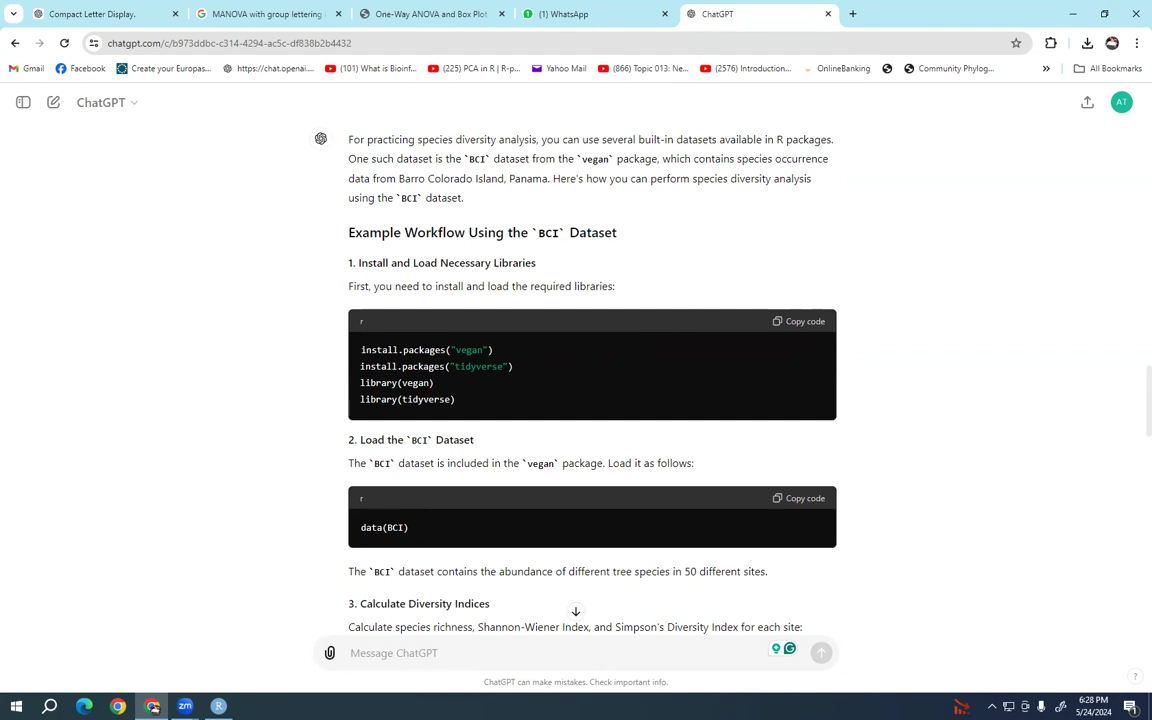 Compact Letter Display.
MANOVA with group lettering
One-Way ANOVA and Box Plot
(1) WhatsApp
ChatGPT
chatgpt.com/c/b973ddbc-c314-4294-ac5c-df838b2b4432
Gmail
Facebook
Create your Europas...
https://chat.openai....
(101) What is Bioinf...
(225) PCA in R | R-p...
Yahoo Mail
(866) Topic 013: Ne...
(2576) Introduction...
OnlineBanking
Community Phylog...
All Bookmarks
ChatGPT
AT
For practicing species diversity analysis, you can use several built-in datasets available in R packages.
One such dataset is the `BCI` dataset from the `vegan` package, which contains species occurrence
data from Barro Colorado Island, Panama. Here's how you can perform species diversity analysis
using the `BCI` dataset.
Example Workflow Using the `BCI` Dataset
1. Install and Load Necessary Libraries
First, you need to install and load the required libraries:
r
Copy code
install.packages("vegan")
install.packages("tidyverse")
library(vegan)
library(tidyverse)
2. Load the `BCI` Dataset
The `BCI` dataset is included in the `vegan` package. Load it as follows:
r
Copy code
data(BCI)
The `BCI` dataset contains the abundance of different tree species in 50 different sites.
3. Calculate Diversity Indices
Calculate species richness, Shannon-Wiener Index, and Simpson's Diversity Index for each site:
Message ChatGPT
ChatGPT can make mistakes. Check important info.
?
zm
R
6:28 PM
5/24/2024